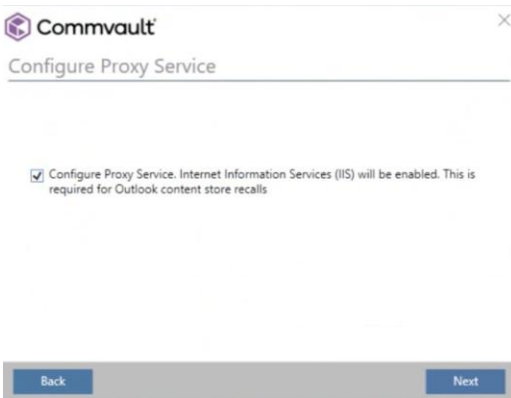 Commvault
Configure Proxy Service
Configure Proxy Service. Internet Information Services (IIS) will be enabled. This is
required for Outlook content store recalls
Back
Next